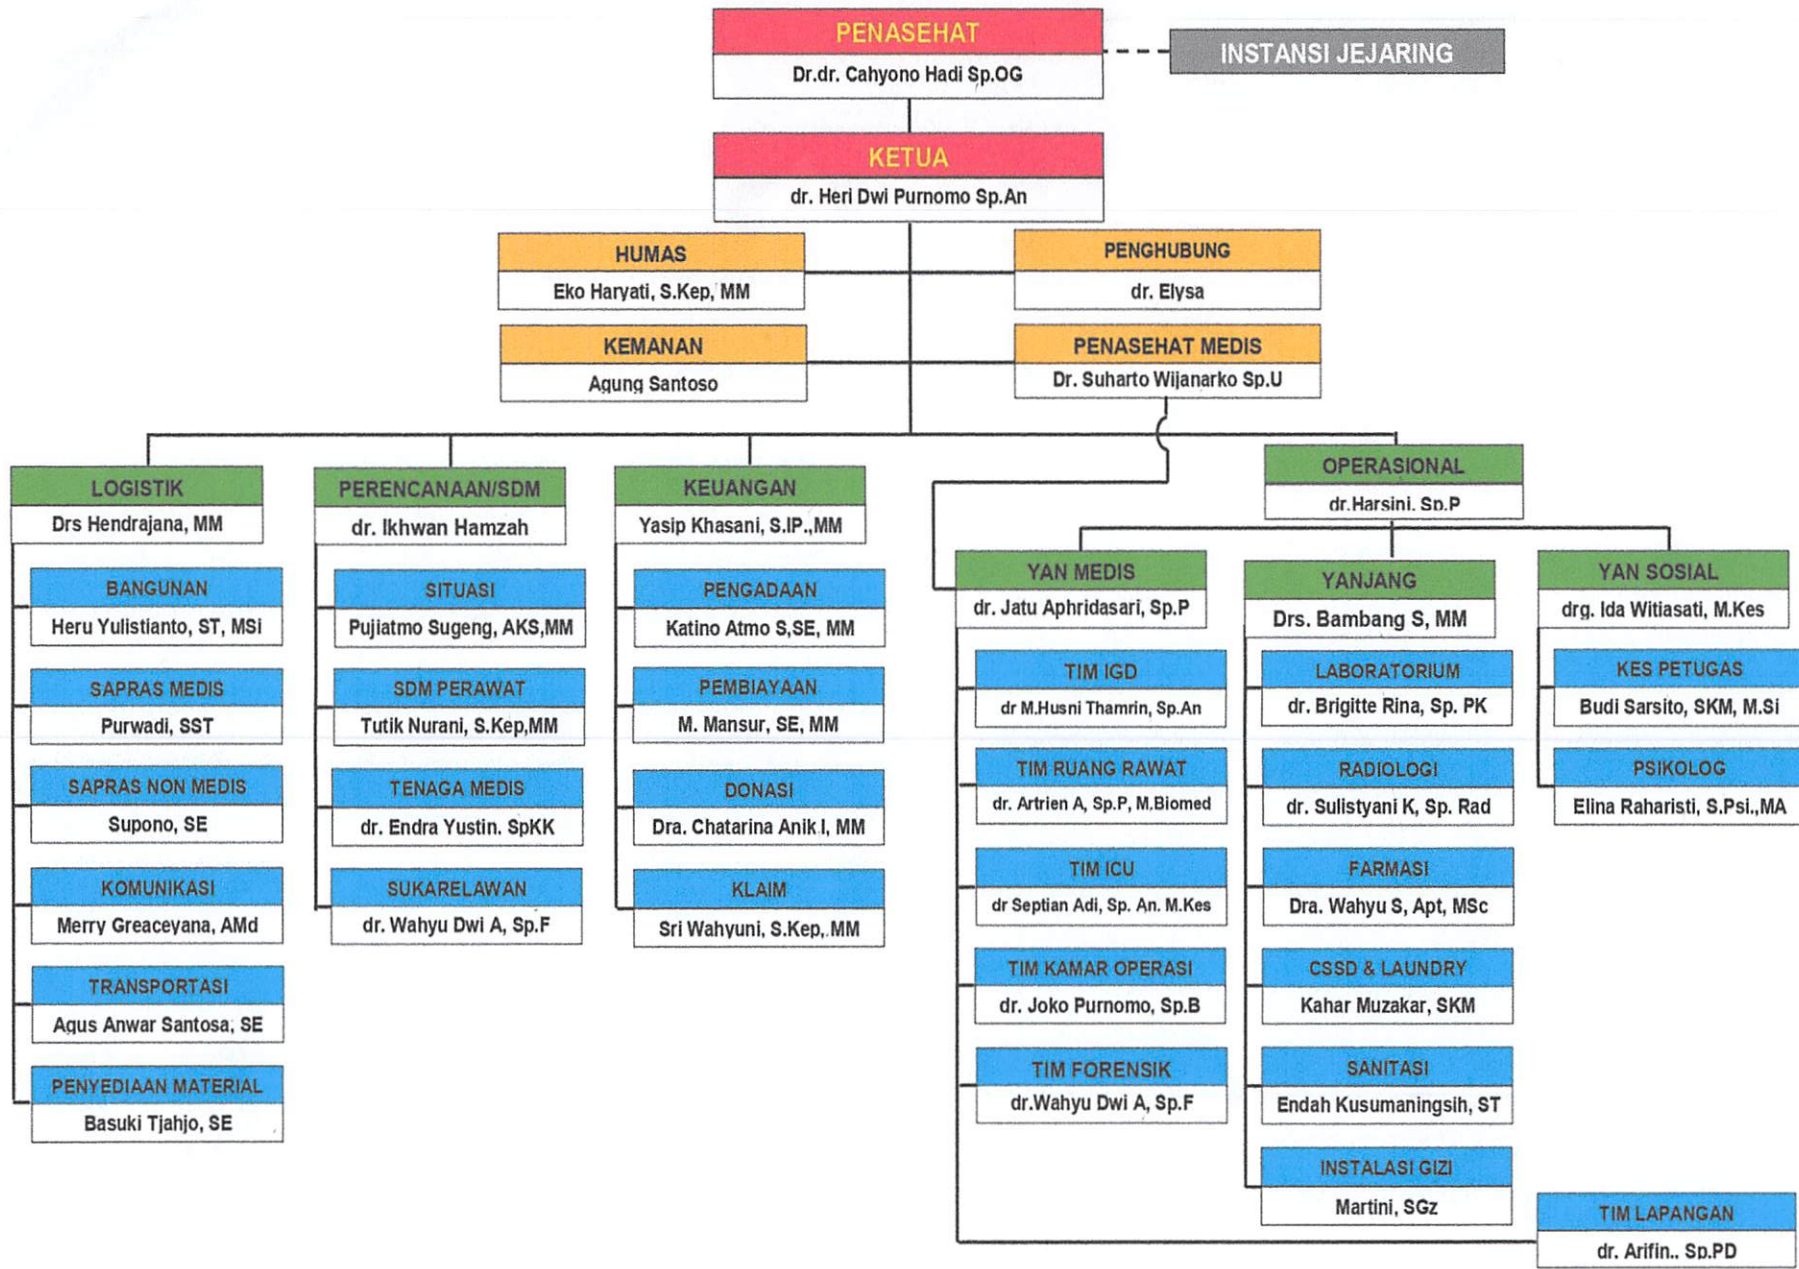 PENASEHAT
Dr.dr. Cahyono Hadi Sp.OG
INSTANSI JEJARING
KETUA
dr. Heri Dwi Purnomo Sp.An
HUMAS
Eko Haryati, S.Kep, MM
PENGHUBUNG
dr. Elysa
KEMANAN
Agung Santoso
PENASEHAT MEDIS
Dr. Suharto Wijanarko Sp.U
LOGISTIK
Drs Hendrajana, MM
BANGUNAN
Heru Yulistianto, ST, MSi
SAPRAS MEDIS
Purwadi, SST
SAPRAS NON MEDIS
Supono, SE
KOMUNIKASI
Merry Greaceyana, AMd
TRANSPORTASI
Agus Anwar Santosa, SE
PENYEDIAAN MATERIAL
Basuki Tjahjo, SE
PERENCANAAN/SDM
dr. Ikhwan Hamzah
SITUASI
Pujiatmo Sugeng, AKS,MM
SDM PERAWAT
Tutik Nurani, S.Kep,MM
TENAGA MEDIS
dr. Endra Yustin. SpKK
SUKARELAWAN
dr. Wahyu Dwi A, Sp.F
KEUANGAN
Yasip Khasani, S.IP.,MM
PENGADAAN
Katino Atmo S,SE, MM
PEMBIAYAAN
M. Mansur, SE, MM
DONASI
Dra. Chatarina Anik I, MM
KLAIM
Sri Wahyuni, S.Kep, MM
OPERASIONAL
dr.Harsini. Sp.P
YAN MEDIS
dr. Jatu Aphridasari, Sp.P
TIM IGD
dr M.Husni Thamrin, Sp.An
TIM RUANG RAWAT
dr. Artrien A, Sp.P, M.Biomed
TIM ICU
dr Septian Adi, Sp. An. M.Kes
TIM KAMAR OPERASI
dr. Joko Purnomo, Sp.B
TIM FORENSIK
dr.Wahyu Dwi A, Sp.F
YANJANG
Drs. Bambang S, MM
LABORATORIUM
dr. Brigitte Rina, Sp. PK
RADIOLOGI
dr. Sulistyani K, Sp. Rad
FARMASI
Dra. Wahyu S, Apt, MSc
CSSD & LAUNDRY
Kahar Muzakar, SKM
SANITASI
Endah Kusumaningsih, ST
INSTALASI GIZI
Martini, SGz
YAN SOSIAL
drg. Ida Witiasati, M.Kes
KES PETUGAS
Budi Sarsito, SKM, M.Si
PSIKOLOG
Elina Raharisti, S.Psi.,MA
TIM LAPANGAN
dr. Arifin.. Sp.PD